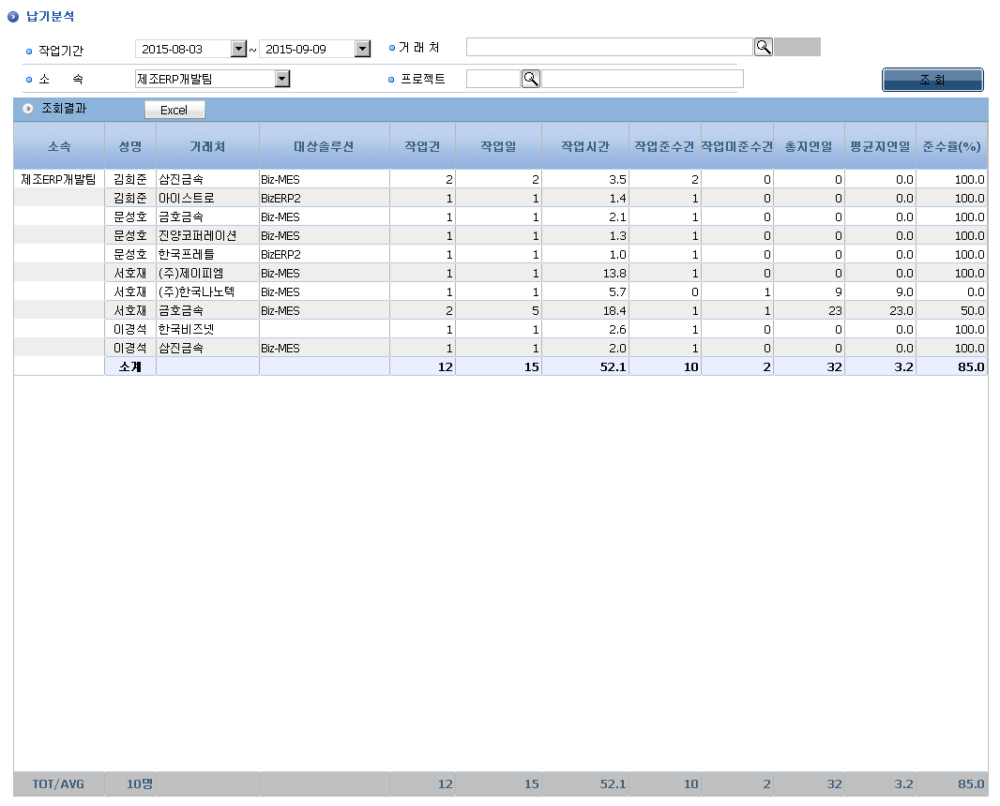 납기분석
작업기간 2015-08-03 ~ 2015-09-09 거 래 처
소 속 제조ERP개발팀 프로젝트 조 회
조회결과 Excel
소속 성명 거래처 대상솔루션 작업건 작업일 작업시간 작업준수건 작업미준수건 총지연일 평균지연일 준수율(%)
제조ERP개발팀 김희준 삼진금속 Biz-MES 2 2 3.5 2 0 0 0.0 100.0
김희준 아이스트로 BizERP2 1 1 1.4 1 0 0 0.0 100.0
문성호 금호금속 Biz-MES 1 1 2.1 1 0 0 0.0 100.0
문성호 진양코퍼레이션 Biz-MES 1 1 1.3 1 0 0 0.0 100.0
문성호 한국프레틀 BizERP2 1 1 1.0 1 0 0 0.0 100.0
서호재 (주)제이피엠 Biz-MES 1 1 13.8 1 0 0 0.0 100.0
서호재 (주)한국나노텍 Biz-MES 1 1 5.7 0 1 9 9.0 0.0
서호재 금호금속 Biz-MES 2 5 18.4 1 1 23 23.0 50.0
이경석 한국비즈넷 1 1 2.6 1 0 0 0.0 100.0
이경석 삼진금속 Biz-MES 1 1 2.0 1 0 0 0.0 100.0
소계 12 15 52.1 10 2 32 3.2 85.0
TOT/AVG 10명 12 15 52.1 10 2 32 3.2 85.0